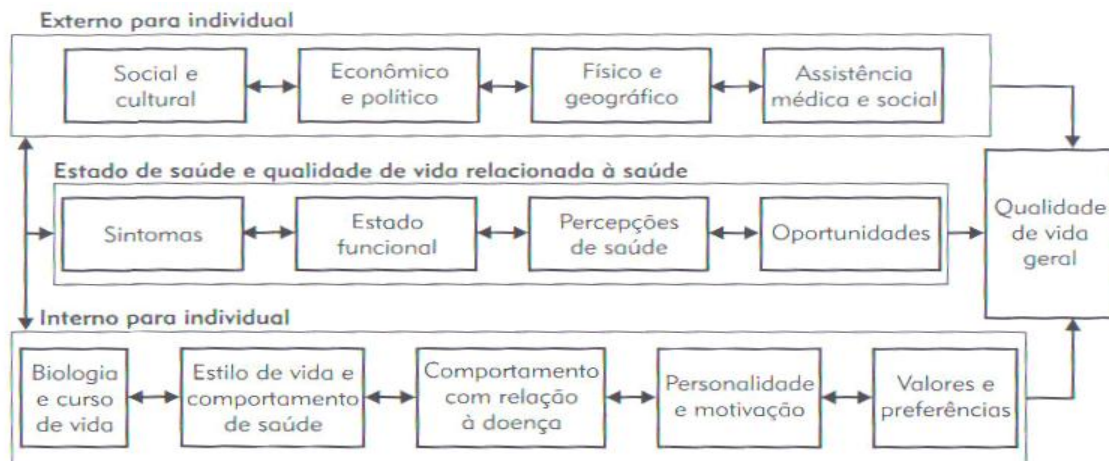 Externo para individual
Social e
cultural
Econômico
e político
Físico e
geográfico
Assistência
médica e social
Estado de saúde e qualidade de vida relacionada à saúde
Sintomas
Estado
funcional
Percepções
de saúde
Oportunidades
Qualidade
de vida
geral
Interno para individual
Biologia
e curso
de vida
Estilo de vida e
comportamento
de saúde
Comportamento
com relação
à doença
Personalidade
e motivação
Valores e
preferências